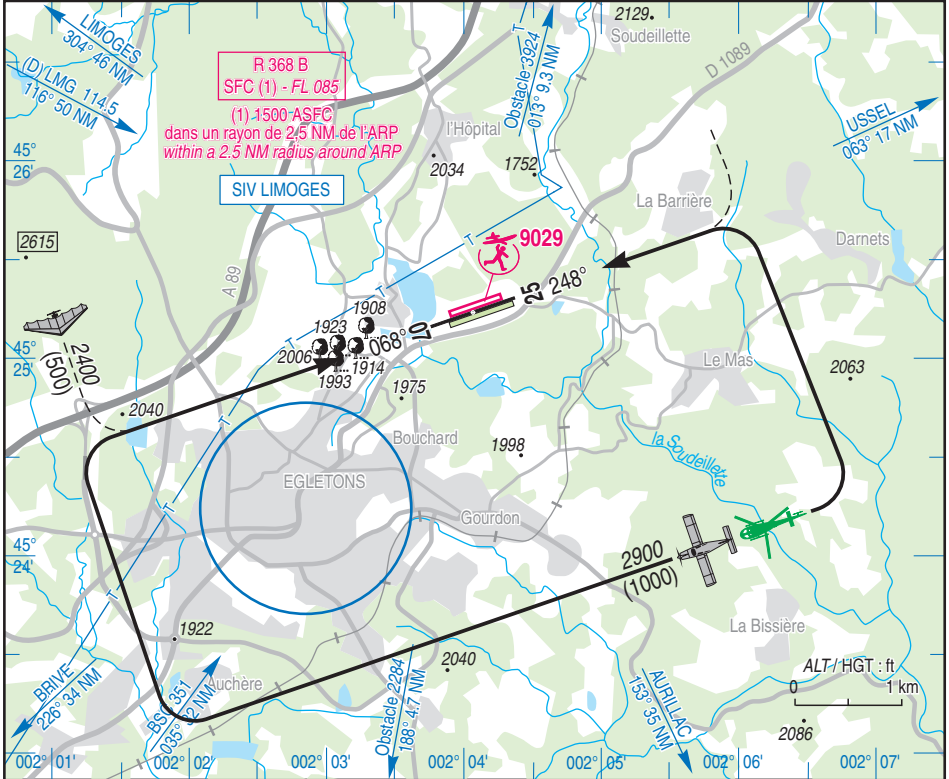 2129
Soudeillette
LIMOGES
304° 46 NM
(D) LMG 114.5
116° 50 NM
R 368 B
SFC (1) - FL 085
(1) 1500 ASFC
dans un rayon de 2,5 NM de l'ARP
within a 2.5 NM radius around ARP
SIV LIMOGES
T
Obstacle 3924
013° 9.3 NM
D 1089
USSEL
063° 17 NM
l'Hôpital
2034
1752
45°
26'
La Barrière
Darnets
2615
A 89
T
9029
25
248°
T
1908
1923
2006
1993
1914
068°
07
45°
25'
2400
(500)
Le Mas
2063
1975
2040
T
Bouchard
1998
la Soudeillette
EGLETONS
T
Gourdon
45°
24'
2900
(1000)
T
1922
La Bissière
2040
ALT / HGT : ft
0 1 km
BRIVE
226° 34 NM
BSC 351
035° 32 NM
Auchère
Obstacle 2284
188° 4.7 NM
AURILLAC
153° 35 NM
2086
002° 01'
002° 02'
002° 03'
002° 04'
002° 05'
002° 06'
002° 07'